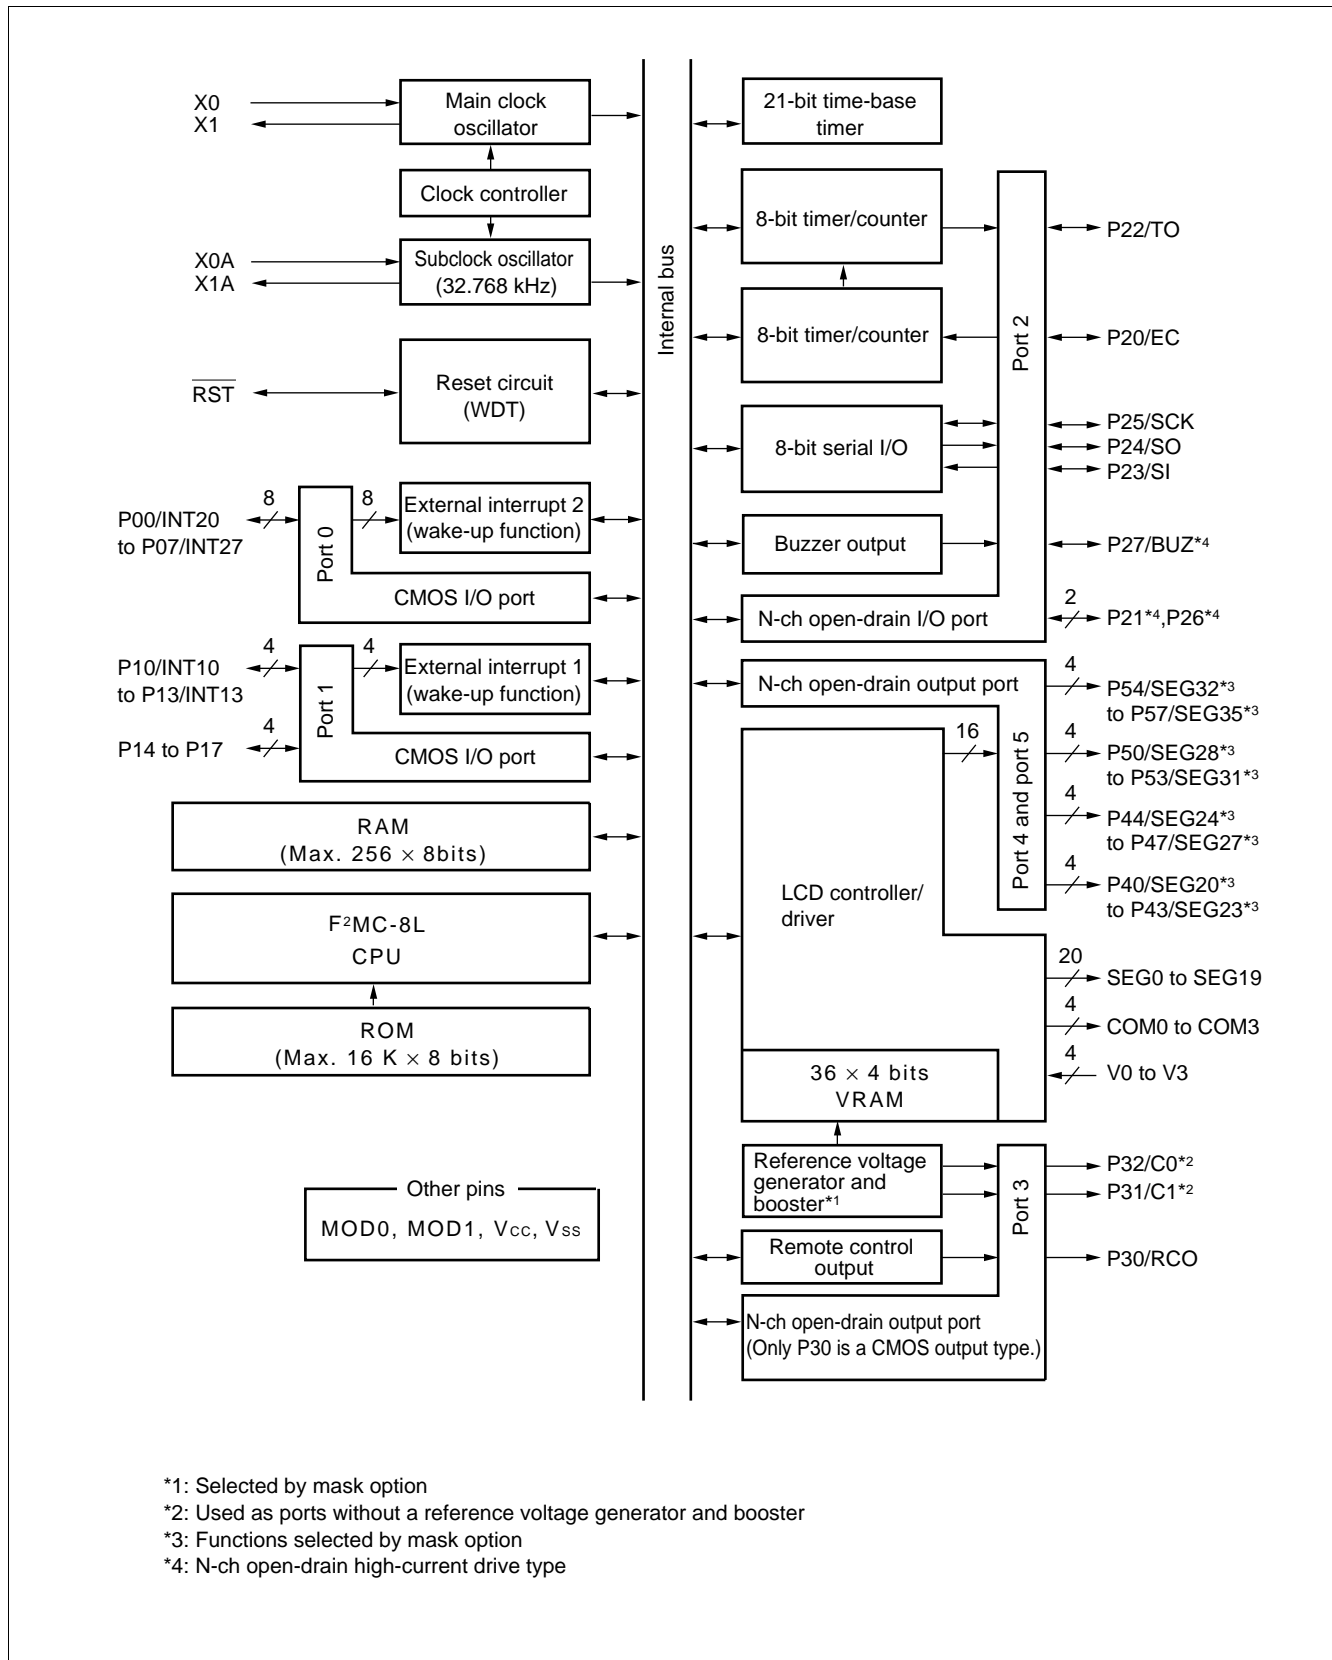 X0
X1
Main clock
oscillator
Clock controller
X0A
X1A
Subclock oscillator
(32.768 kHz)
RST
Reset circuit
(WDT)
P00/INT20
to P07/INT27
8
8
Port 0
External interrupt 2
(wake-up function)
CMOS I/O port
P10/INT10
to P13/INT13
4
4
Port 1
External interrupt 1
(wake-up function)
P14 to P17
4
CMOS I/O port
RAM
(Max. 256 × 8bits)
F²MC-8L
CPU
ROM
(Max. 16 K × 8 bits)
Other pins
MOD0, MOD1, Vcc, Vss
Internal bus
21-bit time-base
timer
8-bit timer/counter
P22/TO
8-bit timer/counter
Port 2
P20/EC
8-bit serial I/O
P25/SCK
P24/SO
P23/SI
Buzzer output
P27/BUZ*4
N-ch open-drain I/O port
2
P21*4,P26*4
N-ch open-drain output port
4
P54/SEG32*3
to P57/SEG35*3
16
Port 4 and port 5
4
P50/SEG28*3
to P53/SEG31*3
4
P44/SEG24*3
to P47/SEG27*3
4
P40/SEG20*3
to P43/SEG23*3
LCD controller/
driver
20
SEG0 to SEG19
4
COM0 to COM3
4
V0 to V3
36 × 4 bits
VRAM
Reference voltage
generator and
booster*1
Port 3
P32/C0*2
P31/C1*2
Remote control
output
P30/RCO
N-ch open-drain output port
(Only P30 is a CMOS output type.)
*1: Selected by mask option
*2: Used as ports without a reference voltage generator and booster
*3: Functions selected by mask option
*4: N-ch open-drain high-current drive type